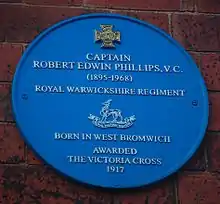 CAPTAIN
ROBERT EDWIN PHILLIPS, V.C.
(1895-1968)
ROYAL WARWICKSHIRE REGIMENT
BORN IN WEST BROMWICH
AWARDED
THE VICTORIA CROSS
1917